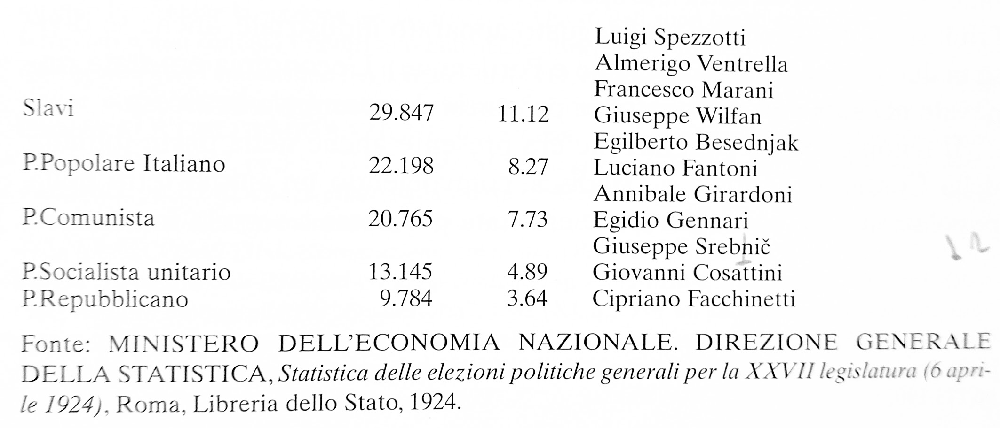 Luigi Spezzotti
Almerigo Ventrella
Francesco Marani
Slavi 29.847 11.12 Giuseppe Wilfan
Egilberto Besednjak
P.Popolare Italiano 22.198 8.27 Luciano Fantoni
Annibale Girardoni
P.Comunista 20.765 7.73 Egidio Gennari
Giuseppe Srebnič
P.Socialista unitario 13.145 4.89 Giovanni Cosattini
P.Repubblicano 9.784 3.64 Cipriano Facchinetti
Fonte: MINISTERO DELL'ECONOMIA NAZIONALE. DIREZIONE GENERALE
DELLA STATISTICA, Statistica delle elezioni politiche generali per la XXVII legislatura (6 apri-
le 1924), Roma, Libreria dello Stato, 1924.